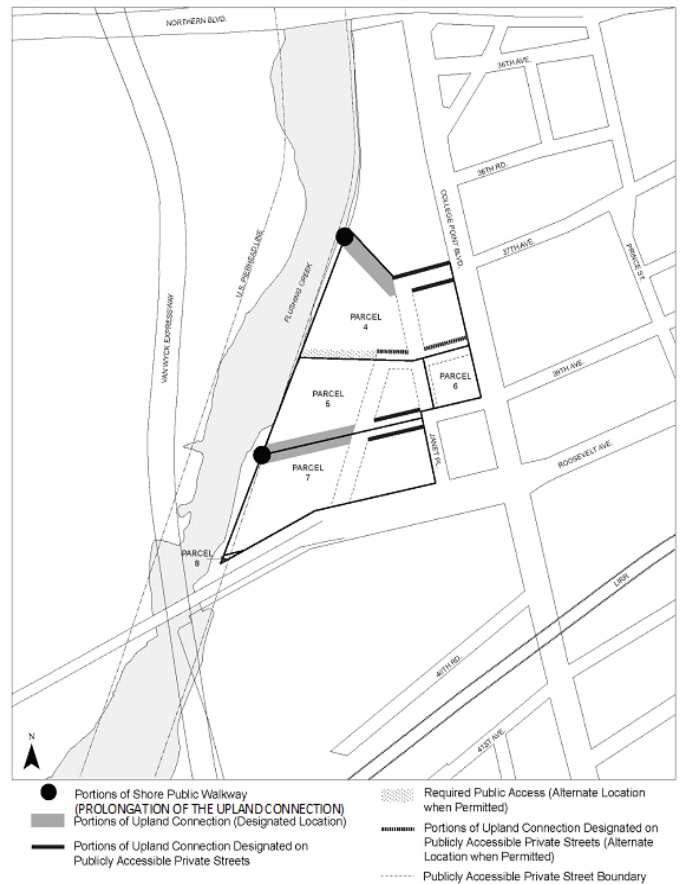 NORTHERN BLVD.
36TH AVE.
36TH RD.
COLLEGE POINT BLVD.
37TH AVE.
PRINCE ST.
U.S. PIERHEAD LINE
FLUSHING CREEK
VAN WYCK EXPRESSWAY
PARCEL
4
39TH AVE.
PARCEL
6
PARCEL
5
JANET PL.
ROOSEVELT AVE.
PARCEL
7
PARCEL
8
LIRR
40TH RD.
41ST AVE.
N
Portions of Shore Public Walkway
(PROLONGATION OF THE UPLAND CONNECTION)
Portions of Upland Connection (Designated Location)
Portions of Upland Connection Designated on
Publicly Accessible Private Streets
Required Public Access (Alternate Location
when Permitted)
Portions of Upland Connection Designated on
Publicly Accessible Private Streets (Alternate
Location when Permitted)
Publicly Accessible Private Street Boundary